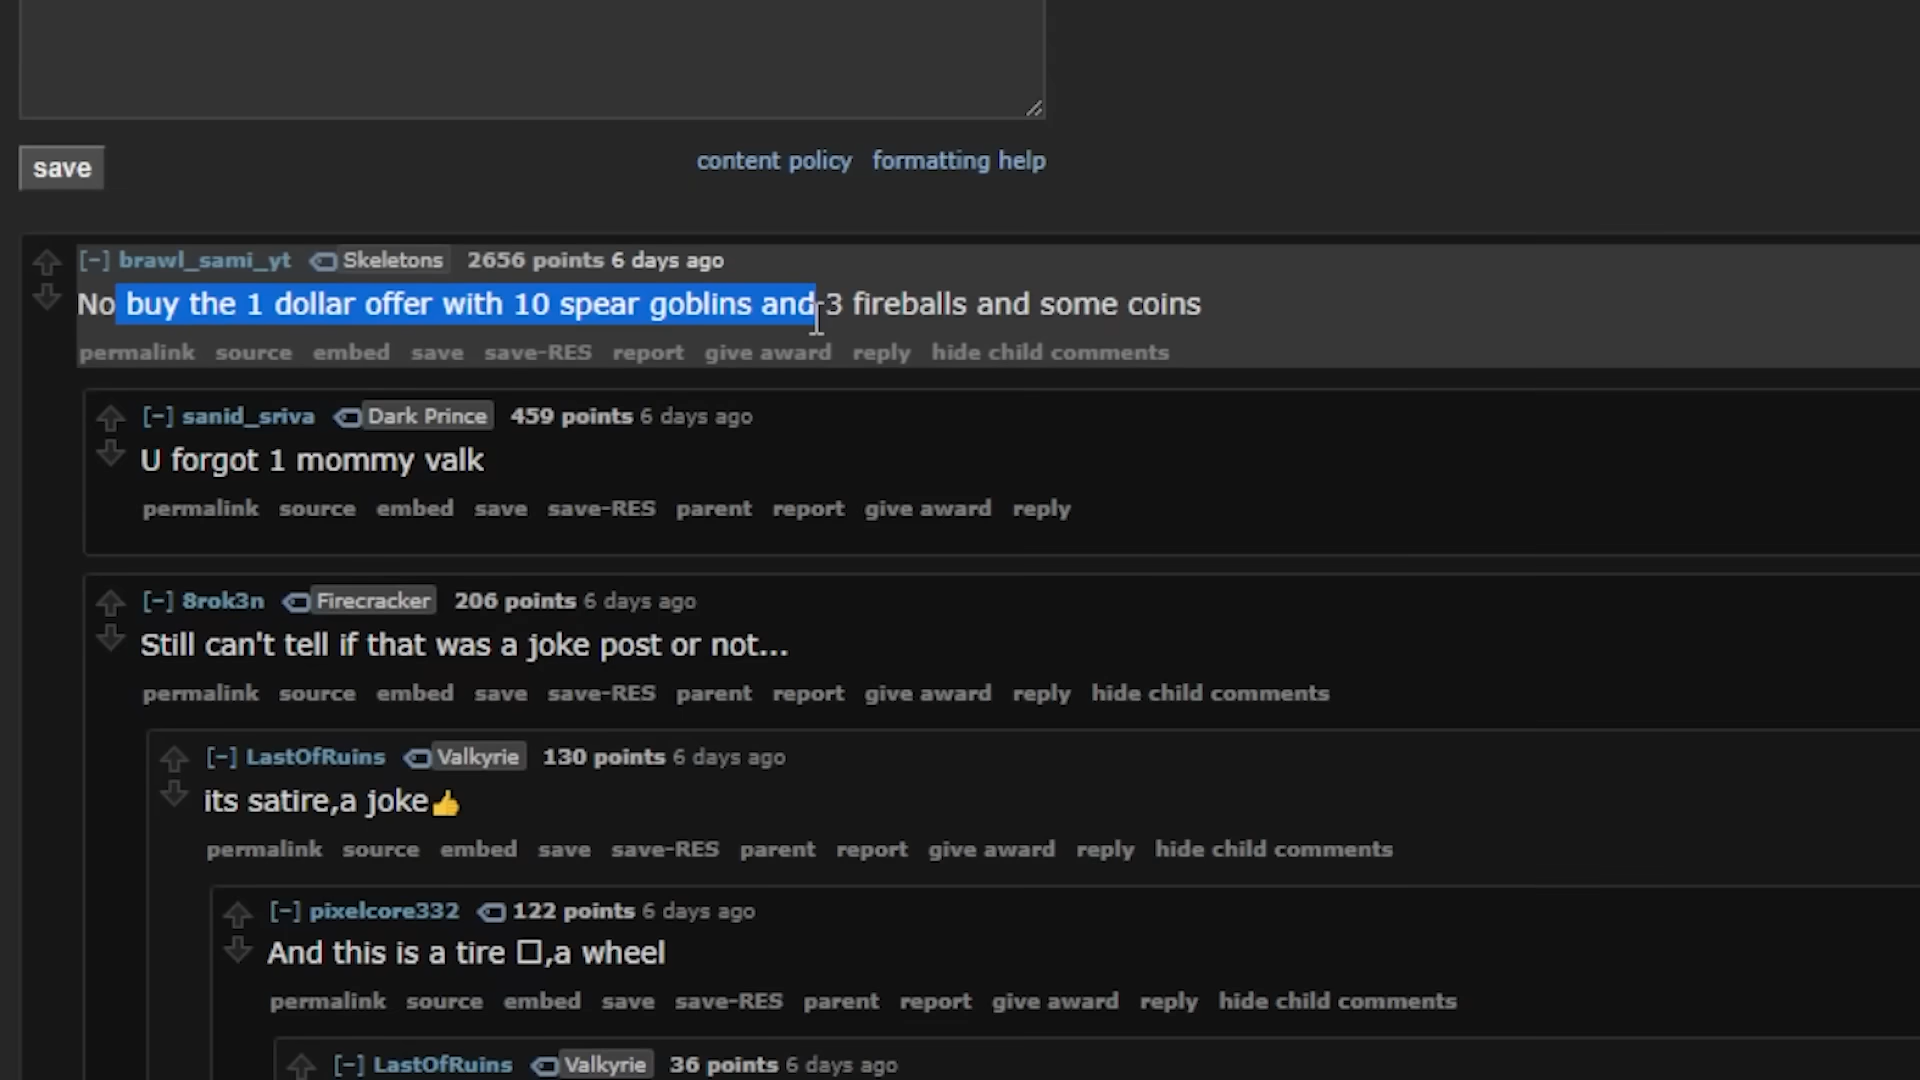 save
content policy formatting help
[-] brawl_sami_yt Skeletons 2656 points 6 days ago
No buy the 1 dollar offer with 10 spear goblins and 3 fireballs and some coins
permalink source embed save save-RES report give award reply hide child comments
[-] sanid_sriva Dark Prince 459 points 6 days ago
U forgot 1 mommy valk
permalink source embed save save-RES parent report give award reply
[-] 8rok3n Firecracker 206 points 6 days ago
Still can't tell if that was a joke post or not...
permalink source embed save save-RES parent report give award reply hide child comments
[-] LastOfRuins Valkyrie 130 points 6 days ago
its satire,a joke👍
permalink source embed save save-RES parent report give award reply hide child comments
[-] pixelcore332 122 points 6 days ago
And this is a tire □,a wheel
permalink source embed save save-RES parent report give award reply hide child comments
[-] LastOfRuins Valkyrie 36 points 6 days ago